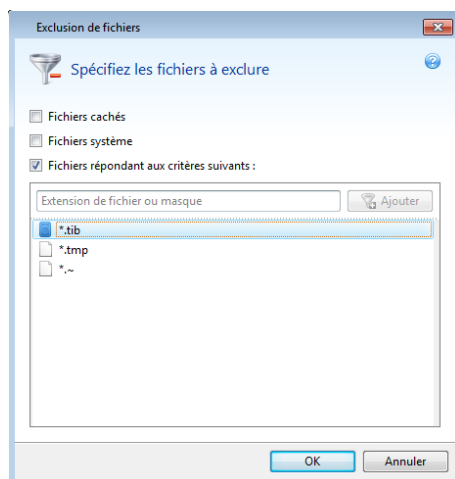 Exclusion de fichiers
Spécifiez les fichiers à exclure
Fichiers cachés
Fichiers système
Fichiers répondant aux critères suivants :
Extension de fichier ou masque
Ajouter
*.tib
*.tmp
*.~
OK
Annuler